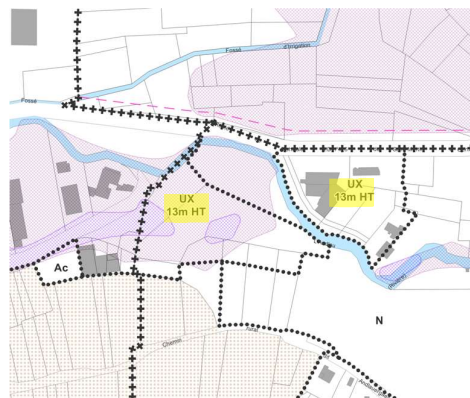 Fossé
d'Irrigation
Fossé
UX
13m HT
UX
13m HT
Ac
N
Chemin